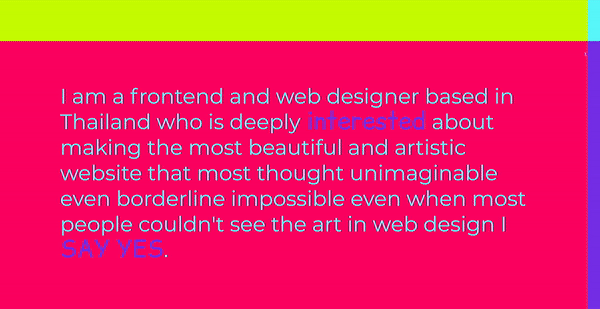 I am a frontend and web designer based in
Thailand who is deeply interested about
making the most beautiful and artistic
website that most thought unimaginable
even borderline impossible even when most
people couldn't see the art in web design I
SAY YES.